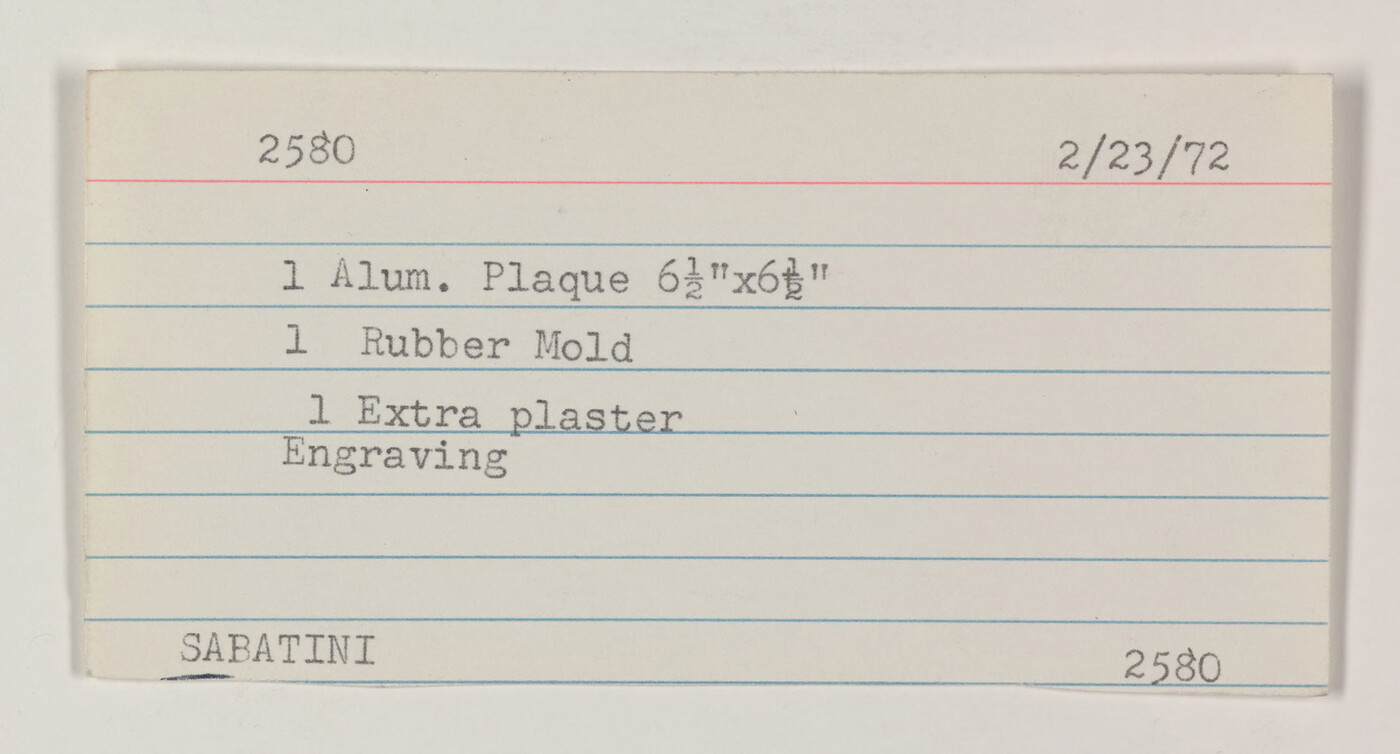 2580 2/23/72
1 Alum. Plaque 6½"x6½"
1 Rubber Mold
1 Extra plaster
Engraving
SABATINI 2580